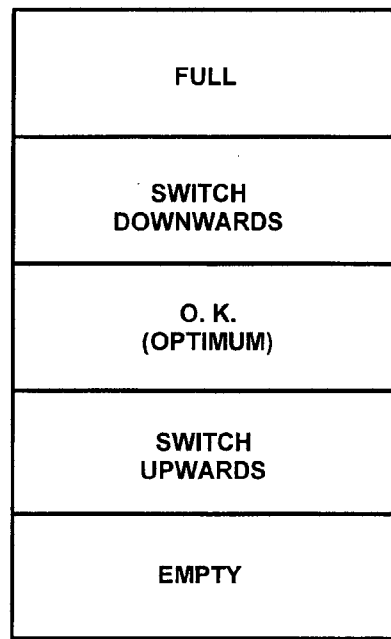 FULL
SWITCH
DOWNWARDS
O. K.
(OPTIMUM)
SWITCH
UPWARDS
EMPTY